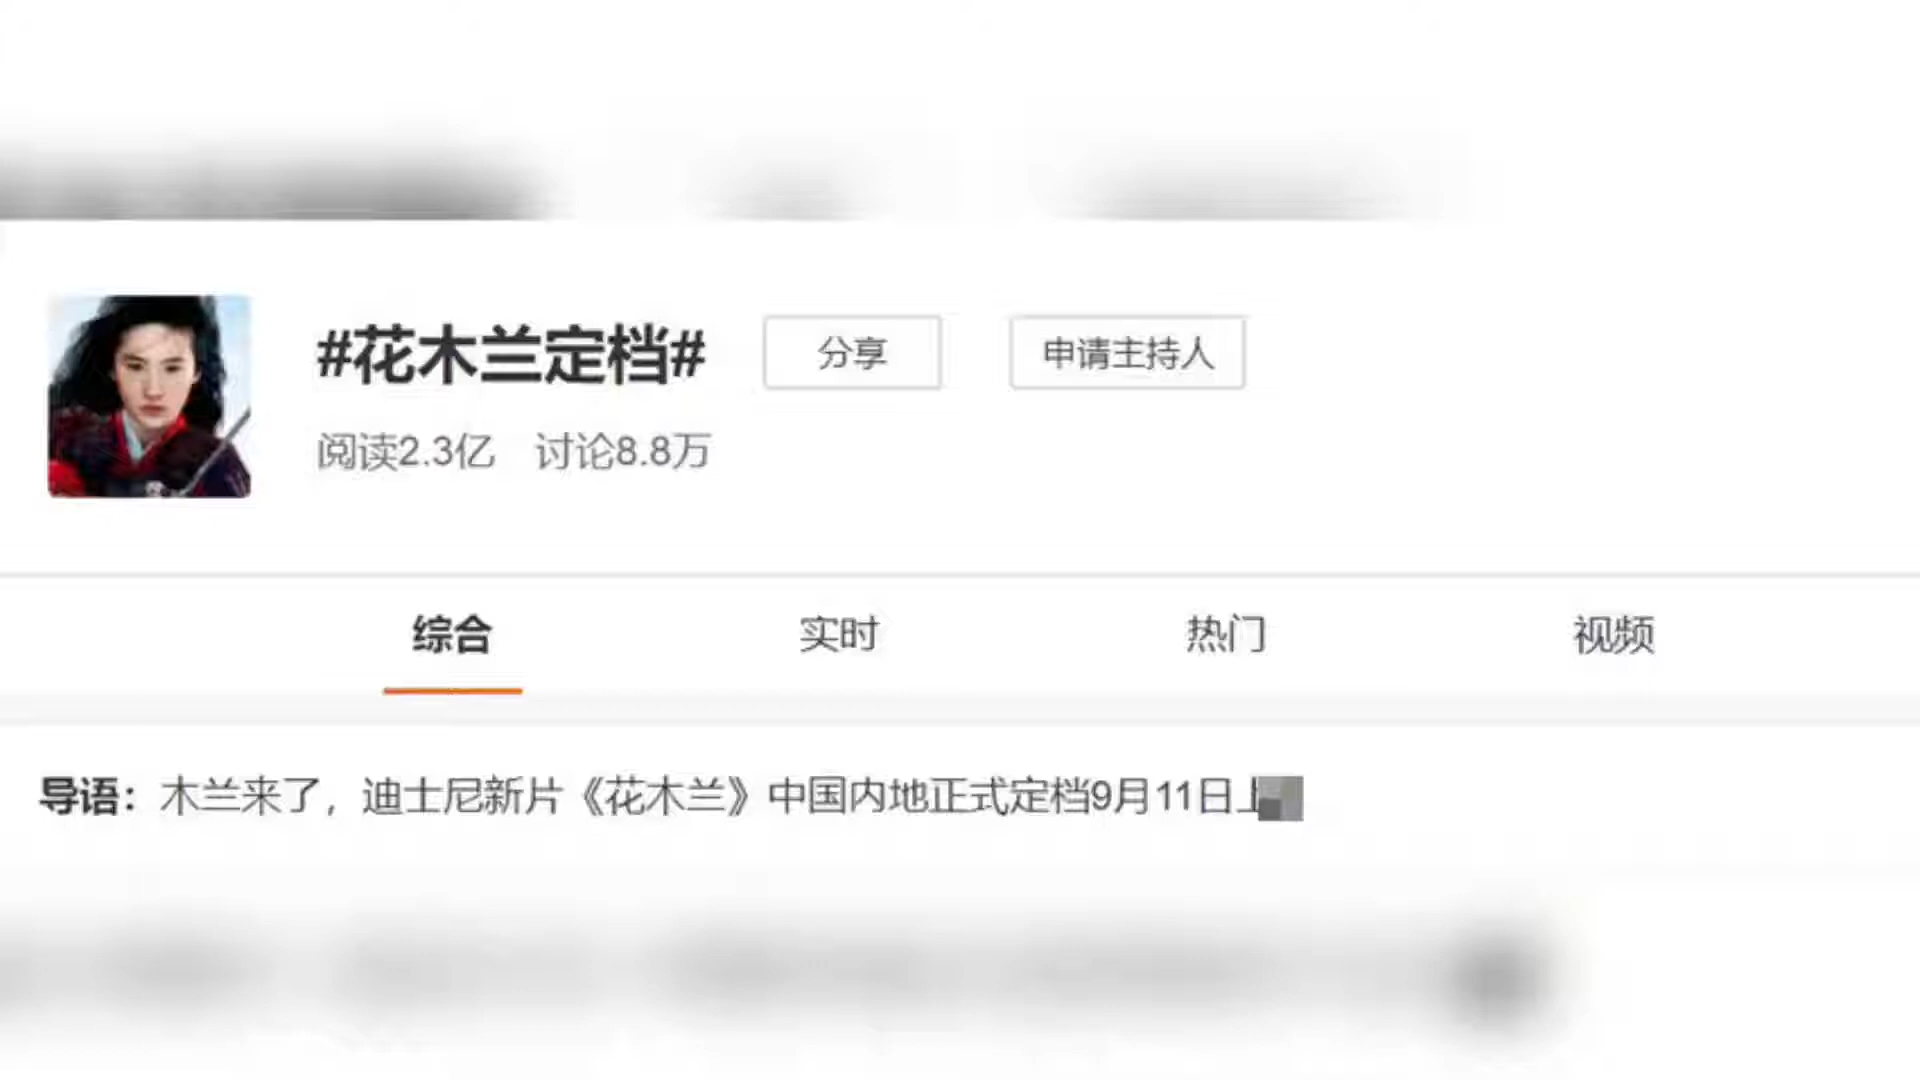 #花木兰定档# 分享 申请主持人
阅读2.3亿 讨论8.8万
综合 实时 热门 视频
导语：木兰来了，迪士尼新片《花木兰》中国内地正式定档9月11日上